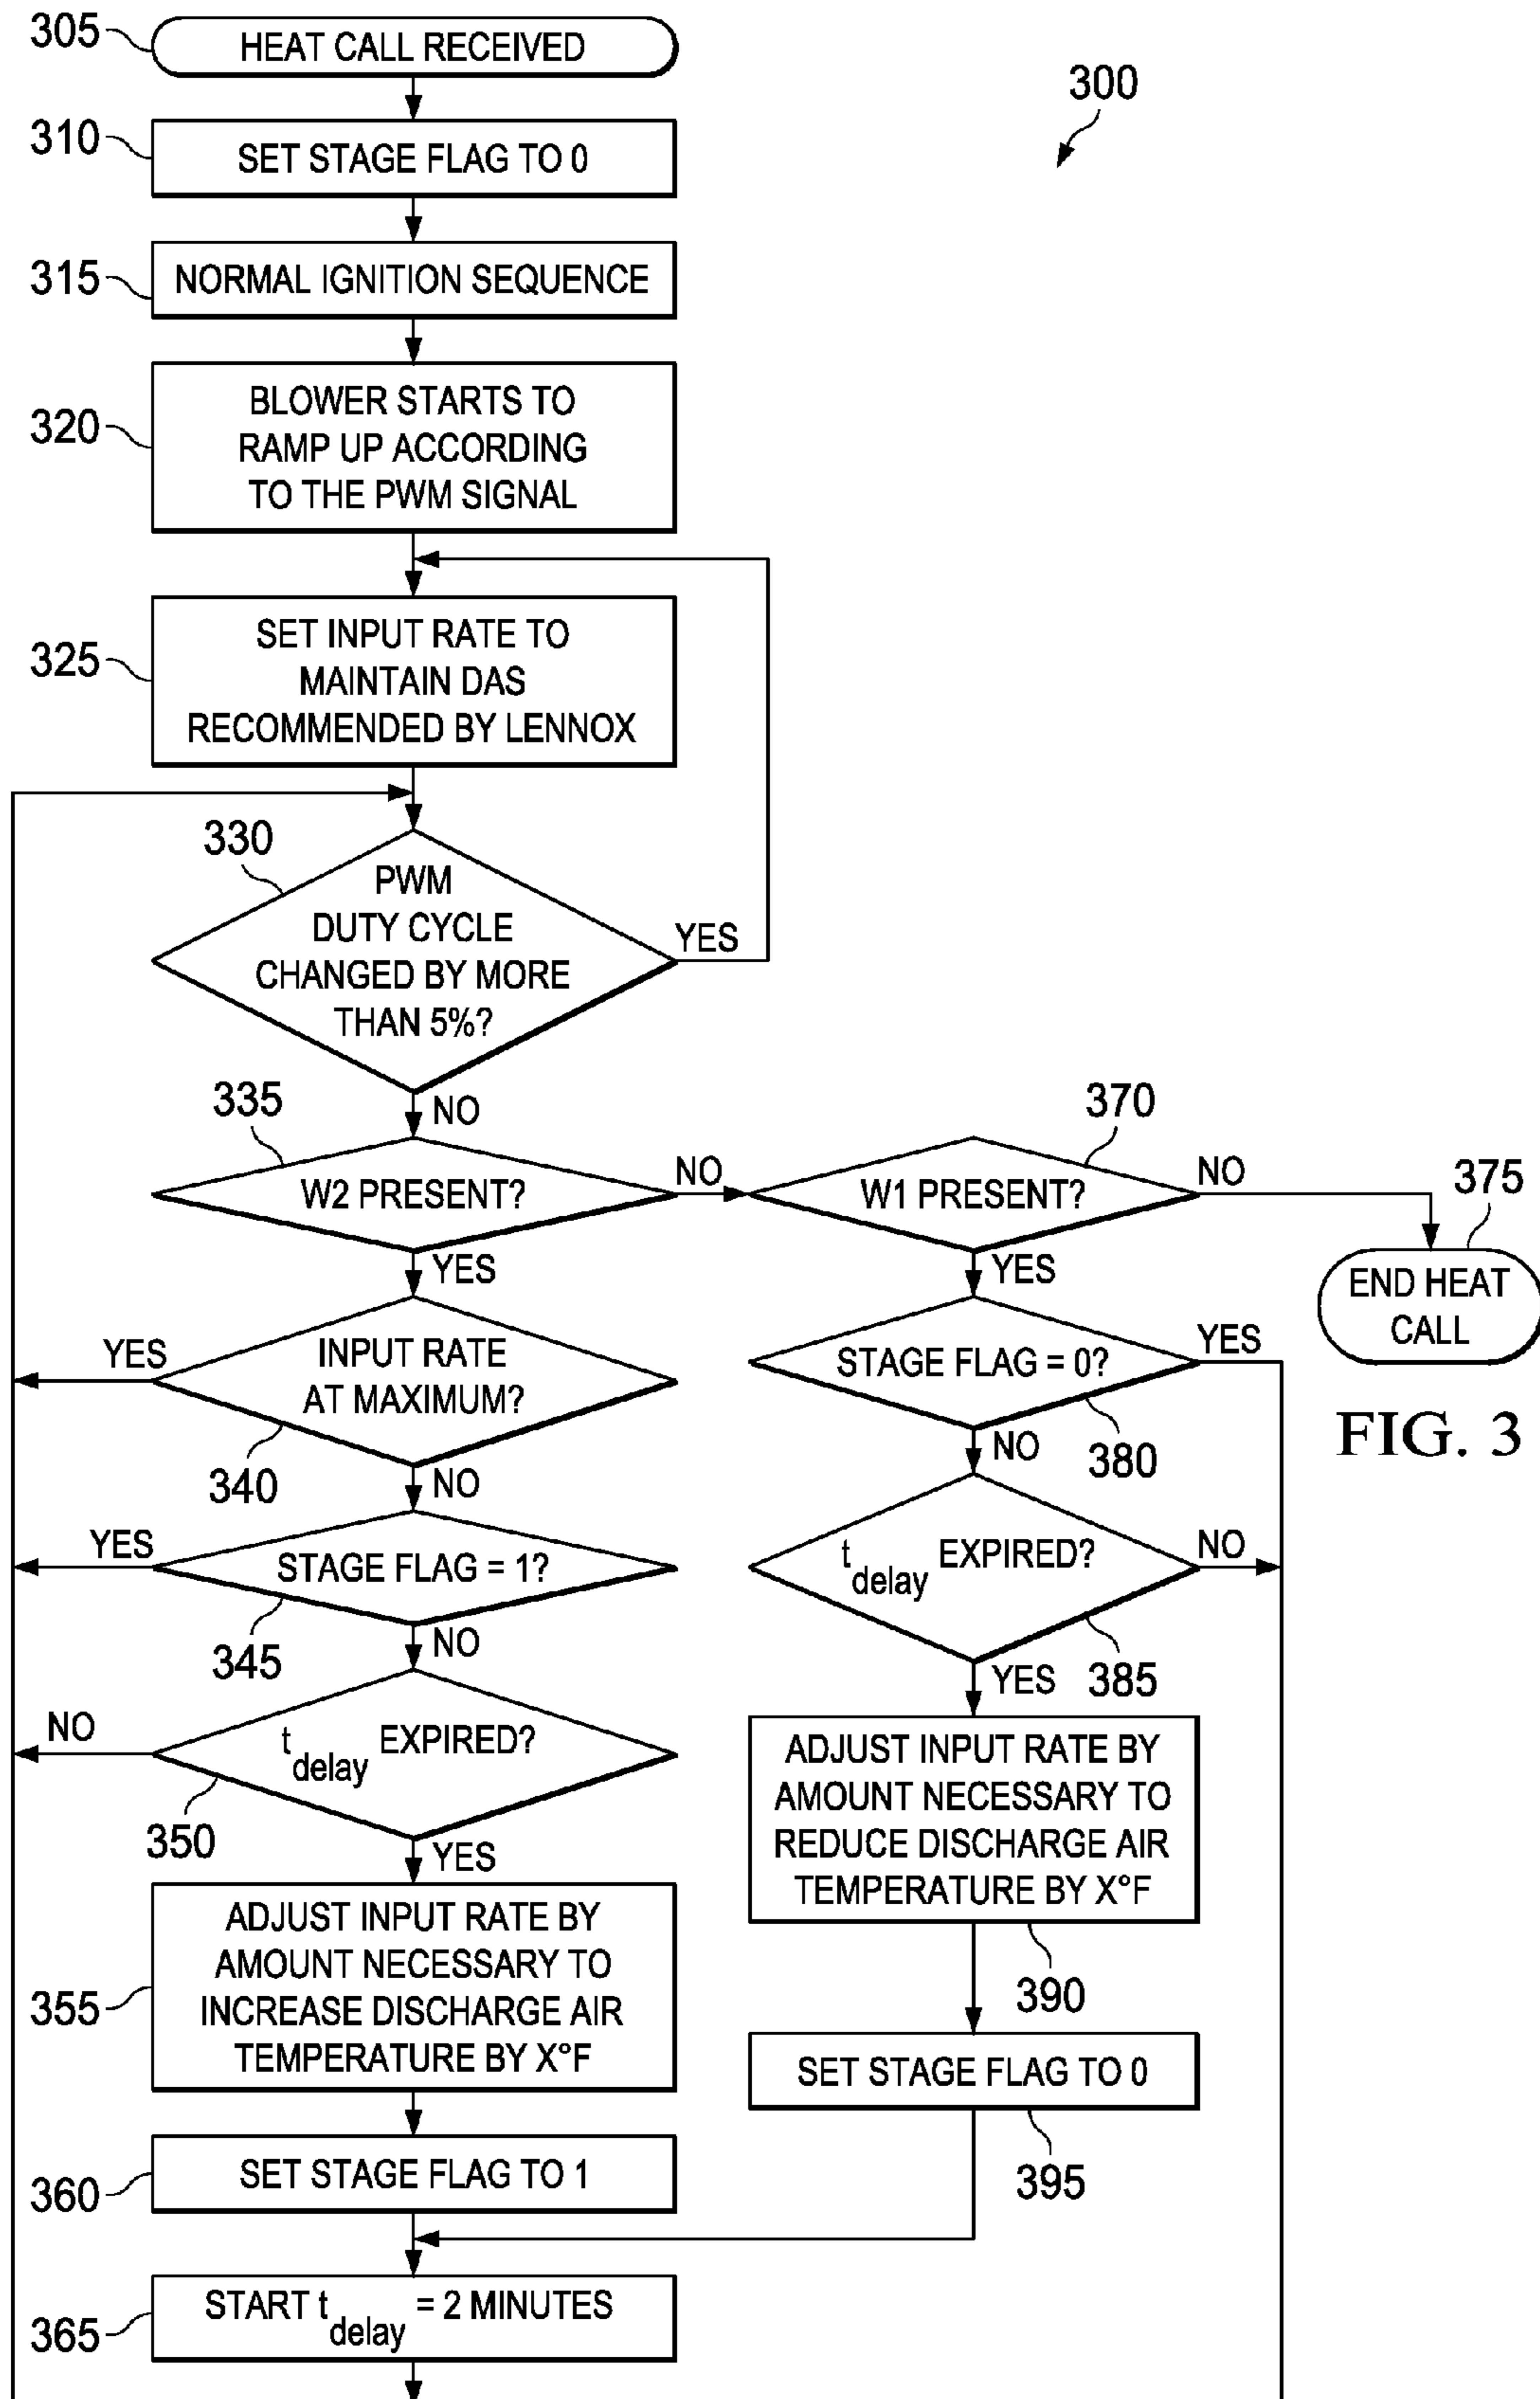 305
HEAT CALL RECEIVED
300
310
SET STAGE FLAG TO 0
315
NORMAL IGNITION SEQUENCE
320
BLOWER STARTS TO
RAMP UP ACCORDING
TO THE PWM SIGNAL
325
SET INPUT RATE TO
MAINTAIN DAS
RECOMMENDED BY LENNOX
330
PWM
DUTY CYCLE
CHANGED BY MORE
THAN 5%?
YES
NO
335
W2 PRESENT?
NO
YES
370
W1 PRESENT?
NO
YES
375
END HEAT
CALL
340
INPUT RATE
AT MAXIMUM?
YES
NO
STAGE FLAG = 0?
YES
NO
380
FIG. 3
345
STAGE FLAG = 1?
YES
NO
t delay EXPIRED?
NO
YES
385
350
t delay EXPIRED?
NO
YES
ADJUST INPUT RATE BY
AMOUNT NECESSARY TO
REDUCE DISCHARGE AIR
TEMPERATURE BY X°F
390
355
ADJUST INPUT RATE BY
AMOUNT NECESSARY TO
INCREASE DISCHARGE AIR
TEMPERATURE BY X°F
SET STAGE FLAG TO 0
395
360
SET STAGE FLAG TO 1
365
START t delay = 2 MINUTES